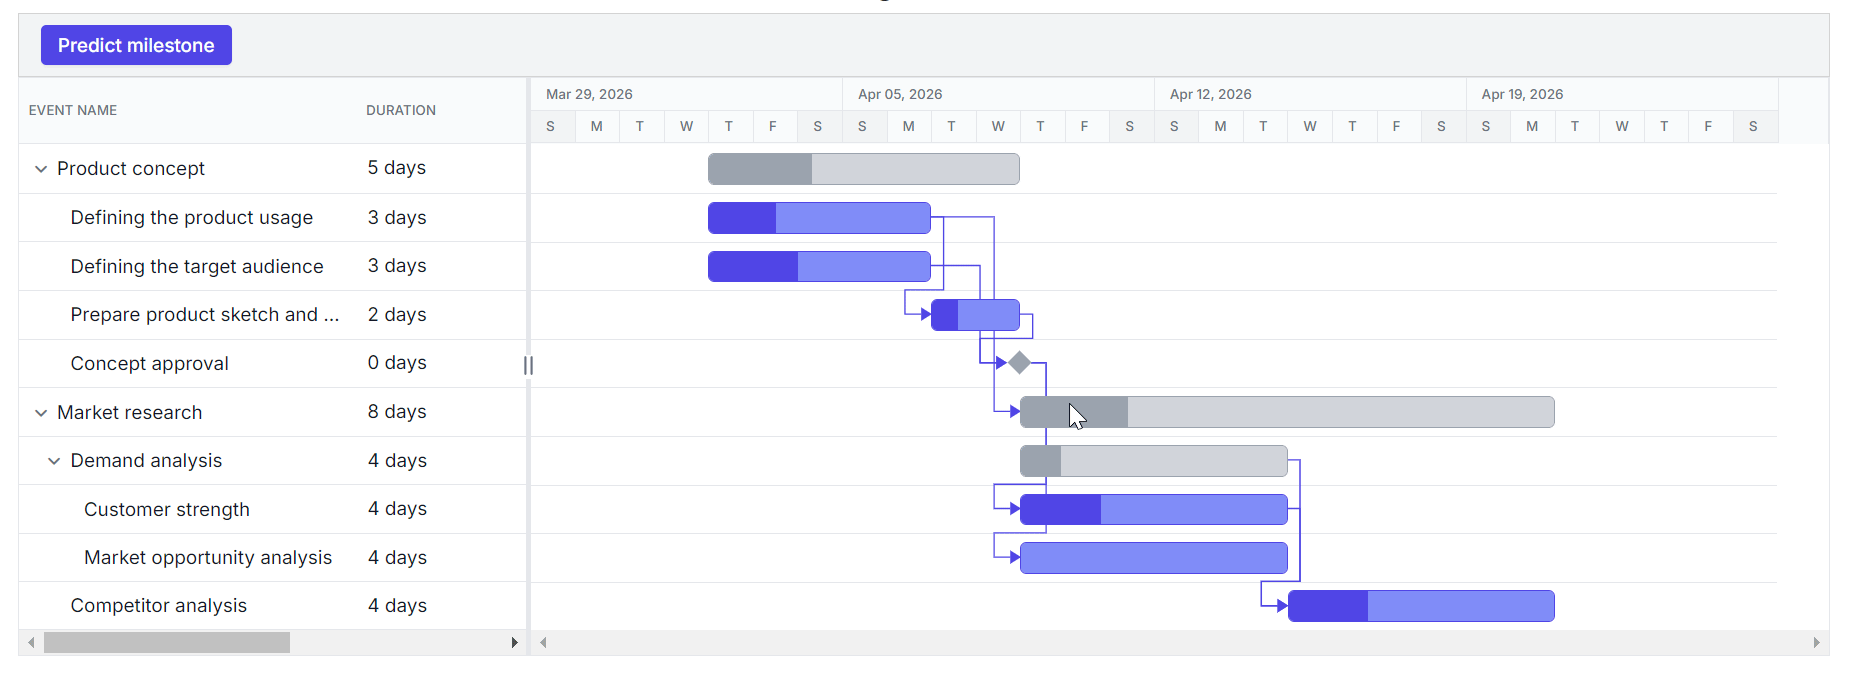 Predict milestone
EVENT NAME DURATION
Mar 29, 2026 Apr 05, 2026 Apr 12, 2026 Apr 19, 2026
S M T W T F S S M T W T F S S M T W T F S S M T W T F S
Product concept 5 days
Defining the product usage 3 days
Defining the target audience 3 days
Prepare product sketch and ... 2 days
Concept approval 0 days
Market research 8 days
Demand analysis 4 days
Customer strength 4 days
Market opportunity analysis 4 days
Competitor analysis 4 days